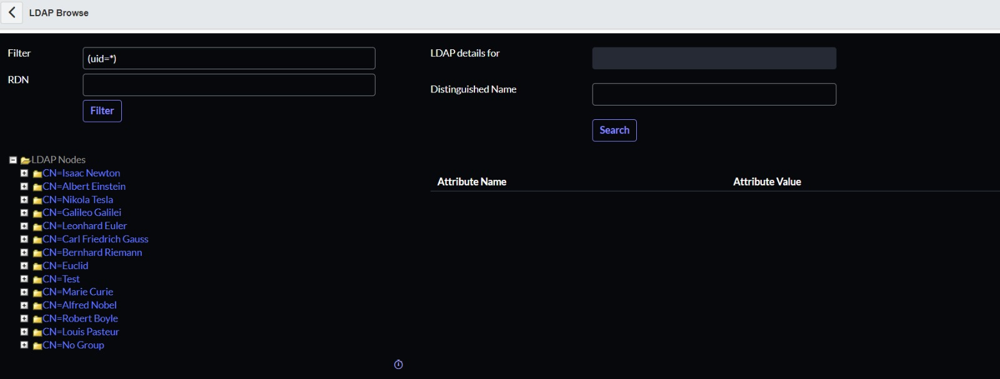 LDAP Browse
Filter
(uid=*)
RDN
Filter
LDAP Nodes
CN=Isaac Newton
CN=Albert Einstein
CN=Nikola Tesla
CN=Galileo Galilei
CN=Leonhard Euler
CN=Carl Friedrich Gauss
CN=Bernhard Riemann
CN=Euclid
CN=Test
CN=Marie Curie
CN=Alfred Nobel
CN=Robert Boyle
CN=Louis Pasteur
CN=No Group
LDAP details for
Distinguished Name
Search
Attribute Name Attribute Value